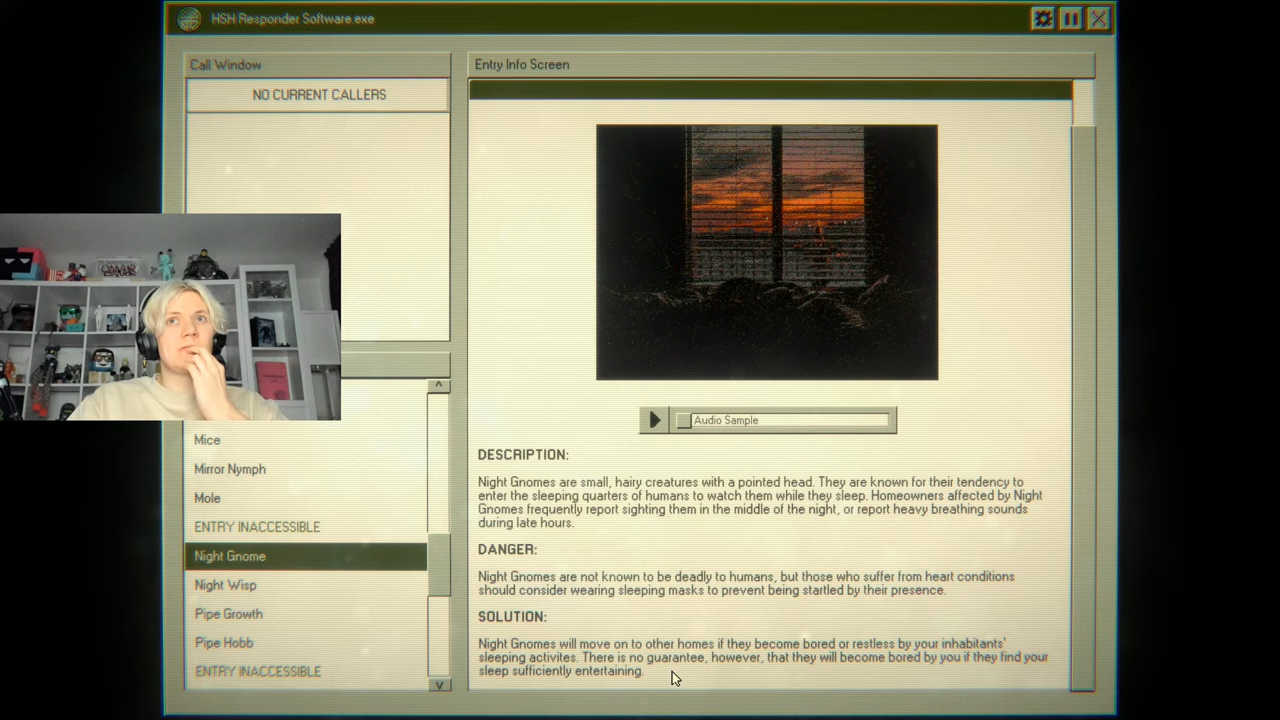 HSH Responder Software.exe
Call Window
Entry Info Screen
NO CURRENT CALLERS
Audio Sample
Mice
Mirror Nymph
Mole
ENTRY INACCESSIBLE
Night Gnome
Night Wisp
Pipe Growth
Pipe Hobb
ENTRY INACCESSIBLE
DESCRIPTION:
Night Gnomes are small, hairy creatures with a pointed head. They are known for their tendency to
enter the sleeping quarters of humans to watch them while they sleep. Homeowners affected by Night
Gnomes frequently report sighting them in the middle of the night, or report heavy breathing sounds
during late hours.
DANGER:
Night Gnomes are not known to be deadly to humans, but those who suffer from heart conditions
should consider wearing sleeping masks to prevent being startled by their presence.
SOLUTION:
Night Gnomes will move on to other homes if they become bored or restless by your inhabitants'
sleeping activites. There is no guarantee, however, that they will become bored by you if they find your
sleep sufficiently entertaining.